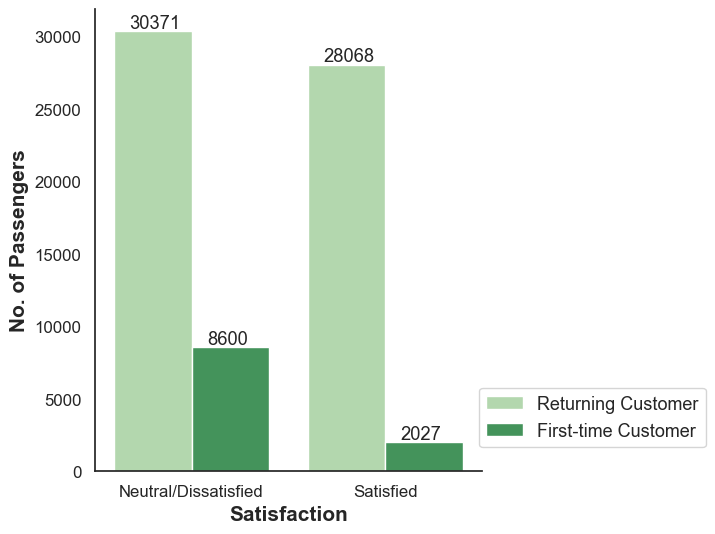 30371
28068
8600
2027
30000
25000
20000
15000
10000
5000
0
No. of Passengers
Neutral/Dissatisfied
Satisfied
Satisfaction
Returning Customer
First-time Customer